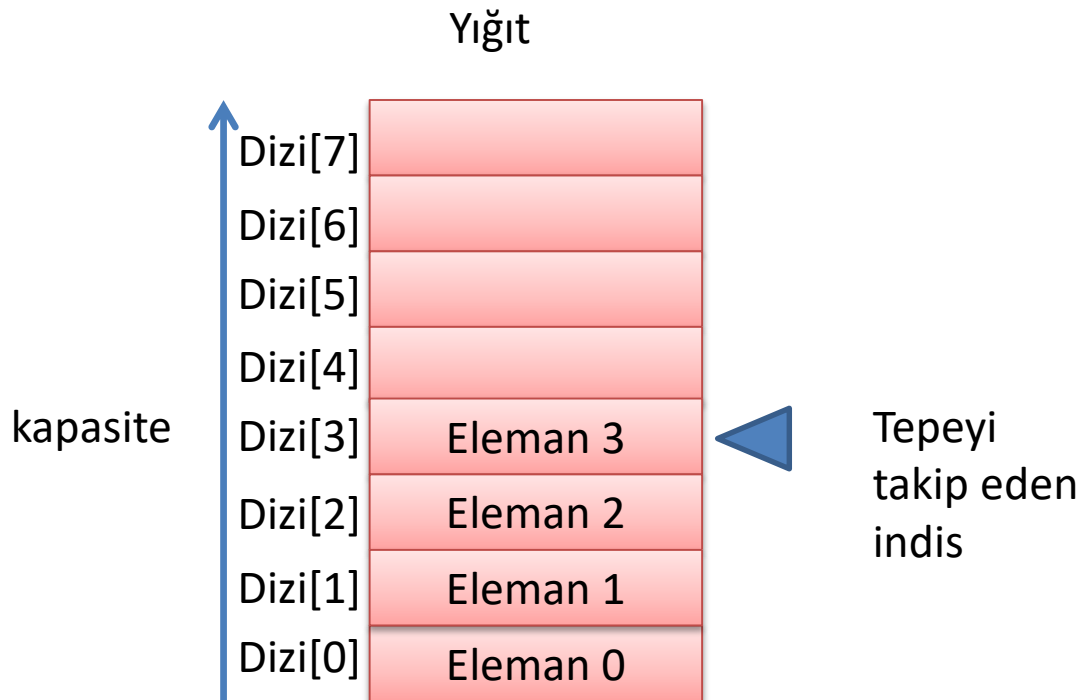 Yığıt
Dizi[7]
Dizi[6]
Dizi[5]
Dizi[4]
kapasite
Dizi[3]
Eleman 3
Tepeyi
takip eden
indis
Dizi[2]
Eleman 2
Dizi[1]
Eleman 1
Dizi[0]
Eleman 0